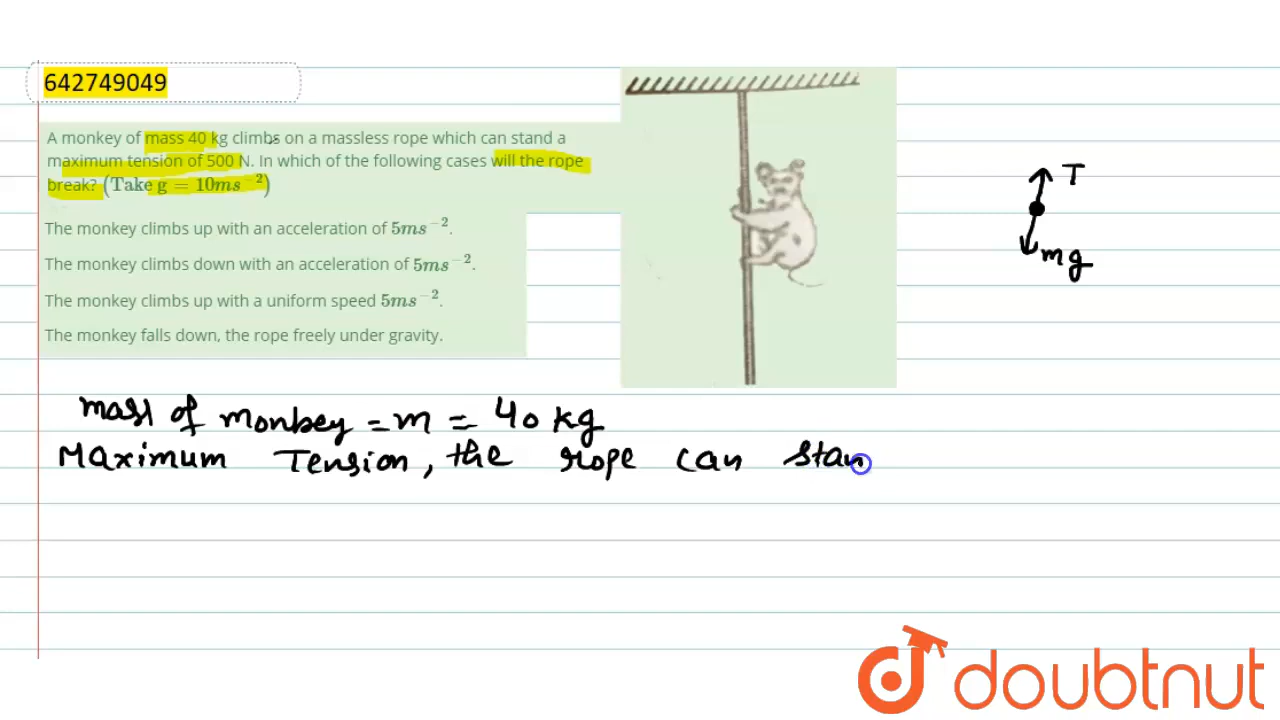 642749049
A monkey of mass 40 kg climbs on a massless rope which can stand a
maximum tension of 500 N. In which of the following cases will the rope
break? (Take g = 10ms⁻²)
The monkey climbs up with an acceleration of 5ms⁻².
The monkey climbs down with an acceleration of 5ms⁻².
The monkey climbs up with a uniform speed 5ms⁻².
The monkey falls down, the rope freely under gravity.
T
mg
mass of monkey = m = 40 kg
Maximum Tension, the rope can stan
doubtnut